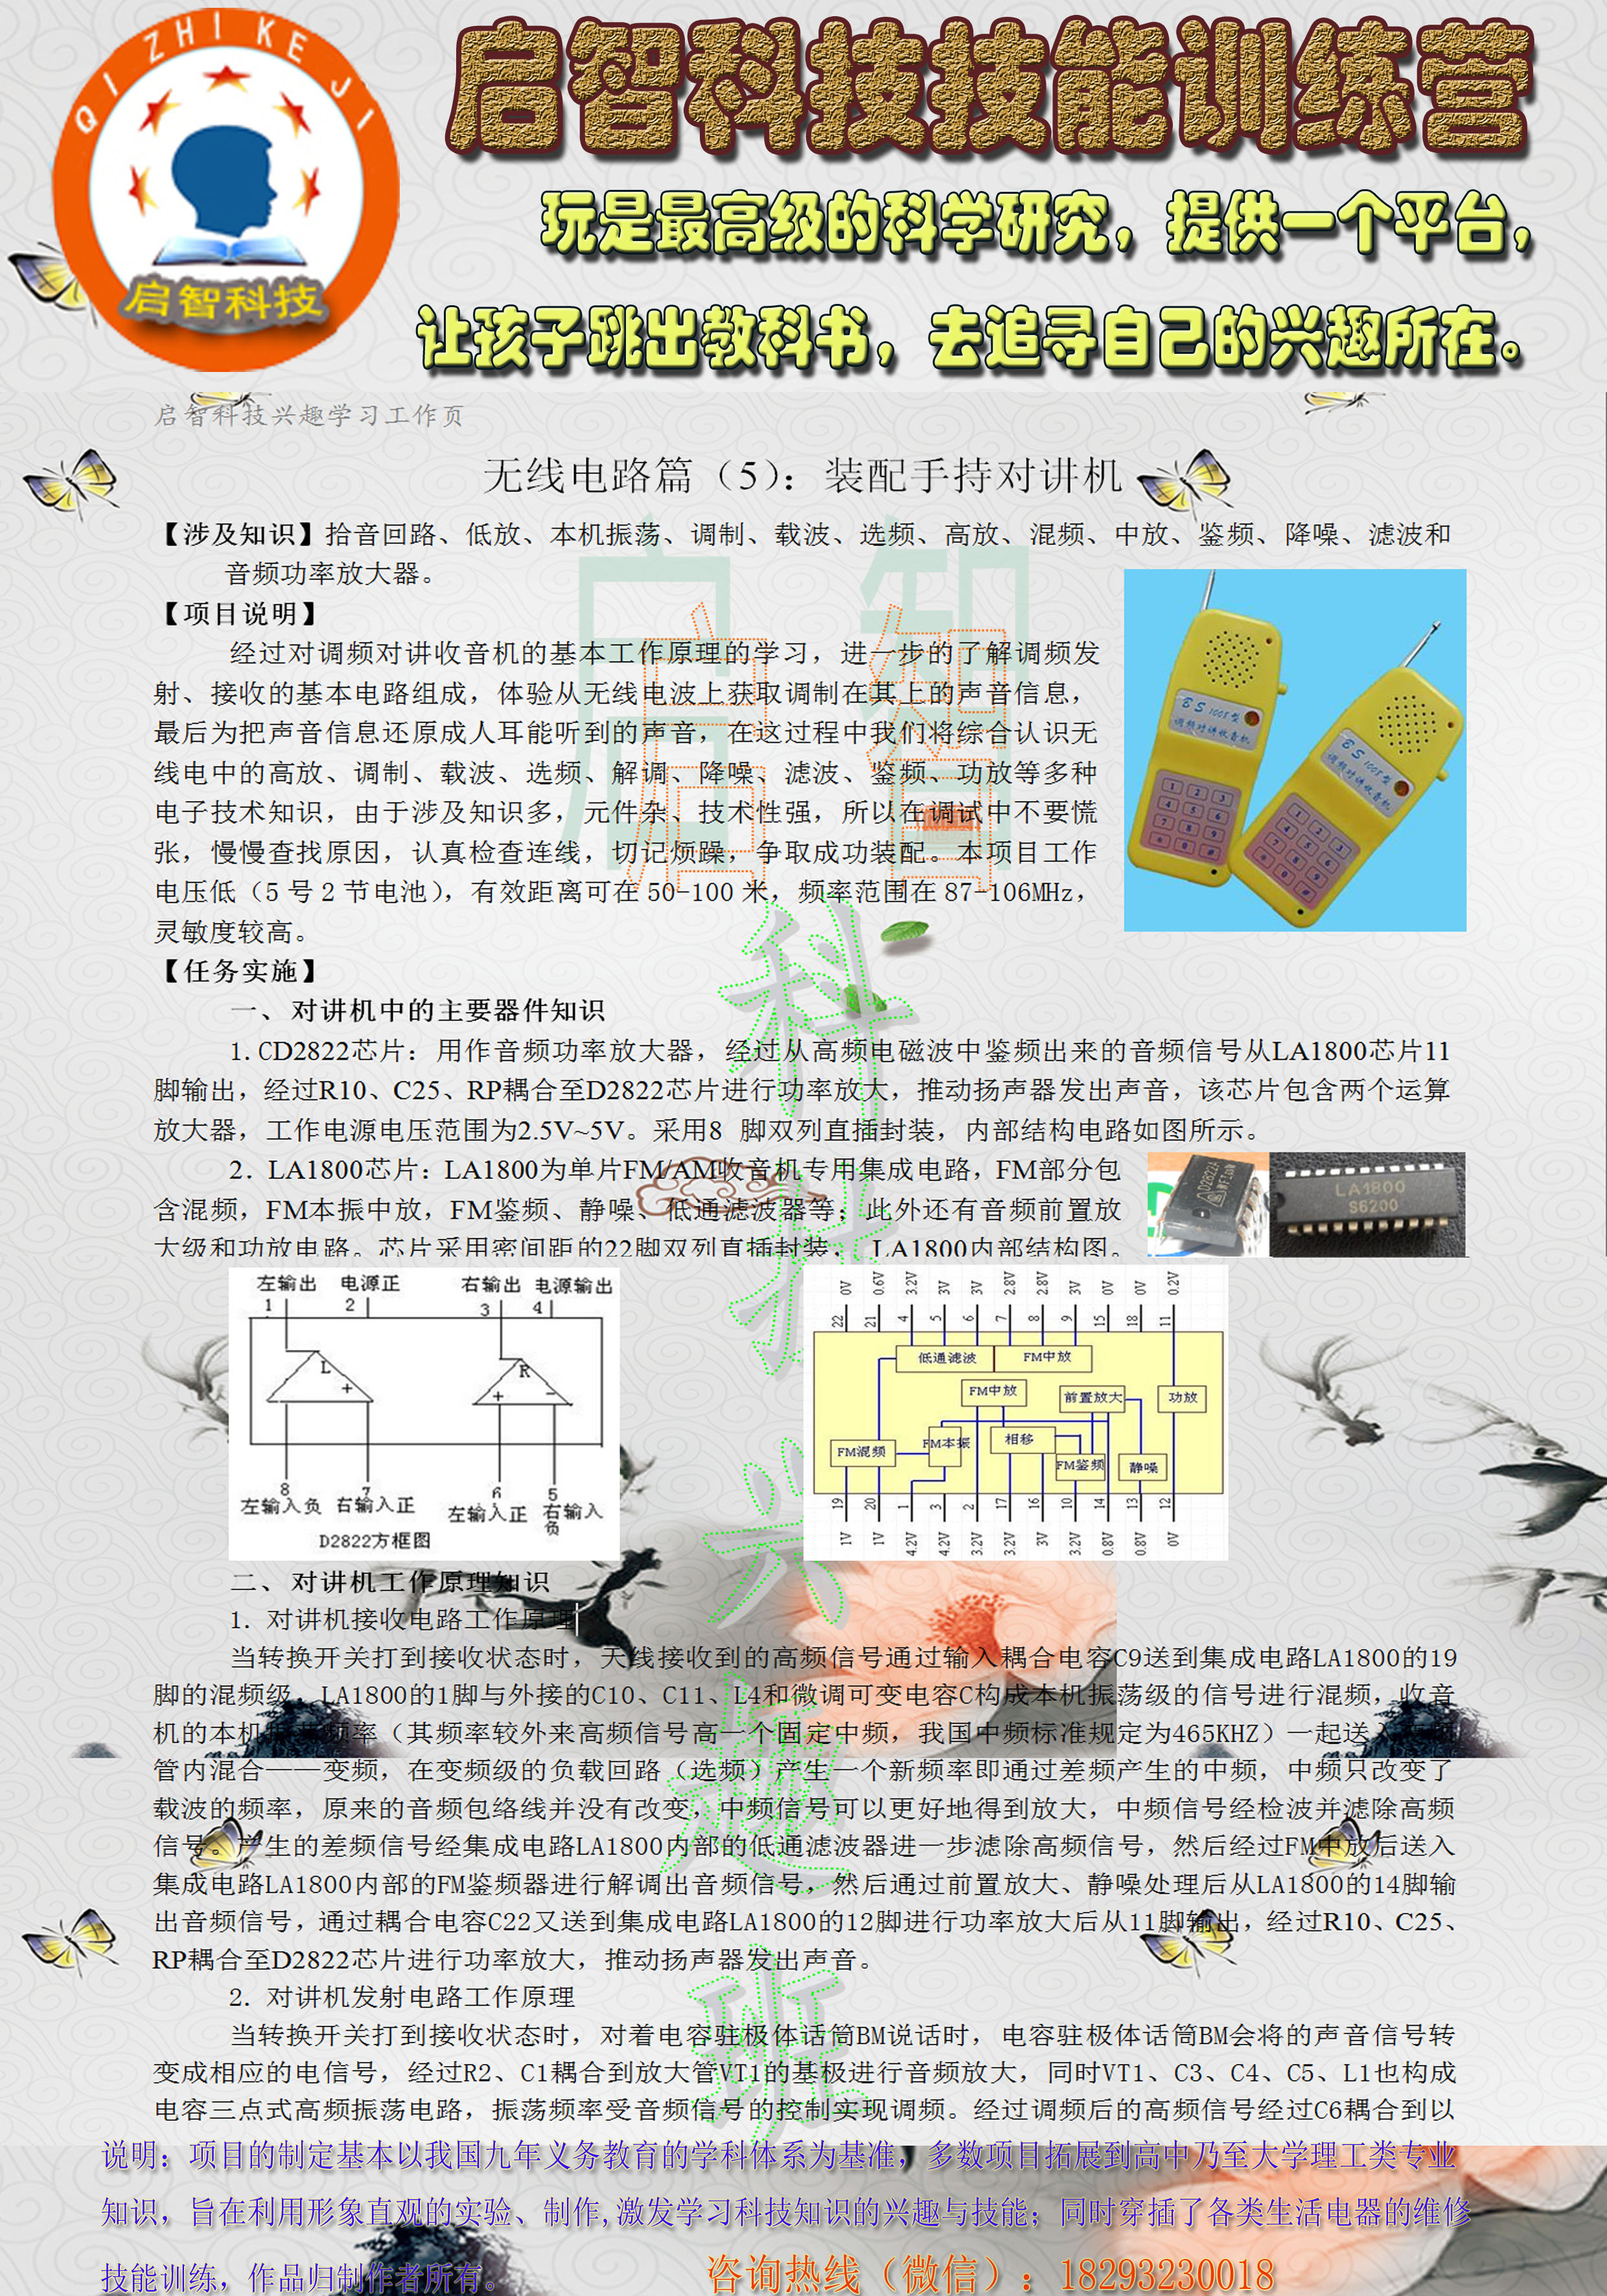 QI ZHI KE JI
启智科技
启智科技技能训练营
玩是最高级的科学研究，提供一个平台，
让孩子跳出教科书，去追寻自己的兴趣所在。
启智科技兴趣学习工作页
无线电路篇（5）：装配手持对讲机
【涉及知识】拾音回路、低放、本机振荡、调制、载波、选频、高放、混频、中放、鉴频、降噪、滤波和
音频功率放大器。
【项目说明】
经过对调频对讲收音机的基本工作原理的学习，进一步的了解调频发
射、接收的基本电路组成，体验从无线电波上获取调制在其上的声音信息，
最后为把声音信息还原成人耳能听到的声音，在这过程中我们将综合认识无
线电中的高放、调制、载波、选频、解调、降噪、滤波、鉴频、功放等多种
电子技术知识，由于涉及知识多，元件杂、技术性强，所以在调试中不要慌
张，慢慢查找原因，认真检查连线，切记烦躁，争取成功装配。本项目工作
电压低（5 号 2 节电池），有效距离可在 50-100 米，频率范围在 87-106MHz，
灵敏度较高。
BS 1008型
调频对讲收音机
1 2 3
4 5 6
7 8 9
* 0 #
BS 1008型
调频对讲收音机
1 2 3
4 5 6
7 8 9
* 0 #
启智
启智
科技兴趣班
【任务实施】
一、 对讲机中的主要器件知识
1. CD2822芯片：用作音频功率放大器，经过从高频电磁波中鉴频出来的音频信号从LA1800芯片11
脚输出，经过R10、C25、RP耦合至D2822芯片进行功率放大，推动扬声器发出声音，该芯片包含两个运算
放大器，工作电源电压范围为2.5V~5V。采用8 脚双列直插封装，内部结构电路如图所示。
2．LA1800芯片：LA1800为单片FM/AM收音机专用集成电路，FM部分包
含混频，FM本振中放，FM鉴频、静噪、低通滤波器等；此外还有音频前置放
大级和功放电路。芯片采用密间距的22脚双列直插封装， LA1800内部结构图。
D2822
LA1800
S6200
左输出 电源正 右输出 电源输出
1 2 3 4
L R
+ + -
8 7 6 5
左输入负 右输入正 左输入正 右输入负
D2822方框图
0V 0.6V 3.2V 3V 3V 2.8V 2.8V 3V 0V 0V 0.2V
22 21 4 5 6 7 8 9 15 18 11
低通滤波 FM中放
FM中放 前置放大 功放
FM混频 FM本振 相移 FM鉴频 静噪
19 20 1 3 2 17 16 10 14 13 12
1V 1V 4.2V 4.2V 3.2V 3.2V 3V 3.2V 0.8V 0.8V 0V
二、 对讲机工作原理知识
1. 对讲机接收电路工作原理
当转换开关打到接收状态时，天线接收到的高频信号通过输入耦合电容C9送到集成电路LA1800的19
脚的混频级，LA1800的1脚与外接的C10、C11、L4和微调可变电容C构成本机振荡级的信号进行混频，收音
机的本机振荡频率（其频率较外来高频信号高一个固定中频，我国中频标准规定为465KHZ）一起送入
管内混合——变频，在变频级的负载回路（选频）产生一个新频率即通过差频产生的中频，中频只改变了
载波的频率，原来的音频包络线并没有改变，中频信号可以更好地得到放大，中频信号经检波并滤除高频
信号。产生的差频信号经集成电路LA1800内部的低通滤波器进一步滤除高频信号，然后经过FM中放后送入
集成电路LA1800内部的FM鉴频器进行解调出音频信号，然后通过前置放大、静噪处理后从LA1800的14脚输
出音频信号，通过耦合电容C22又送到集成电路LA1800的12脚进行功率放大后从11脚输出，经过R10、C25、
RP耦合至D2822芯片进行功率放大，推动扬声器发出声音。
2. 对讲机发射电路工作原理
当转换开关打到接收状态时，对着电容驻极体话筒BM说话时，电容驻极体话筒BM会将的声音信号转
变成相应的电信号，经过R2、C1耦合到放大管VT1的基极进行音频放大，同时VT1、C3、C4、C5、L1也构成
电容三点式高频振荡电路，振荡频率受音频信号的控制实现调频。经过调频后的高频信号经过C6耦合到以
说明：项目的制定基本以我国九年义务教育的学科体系为基准，多数项目拓展到高中乃至大学理工类专业
知识，旨在利用形象直观的实验、制作,激发学习科技知识的兴趣与技能；同时穿插了各类生活电器的维修
技能训练，作品归制作者所有。
咨询热线（微信）：18293230018